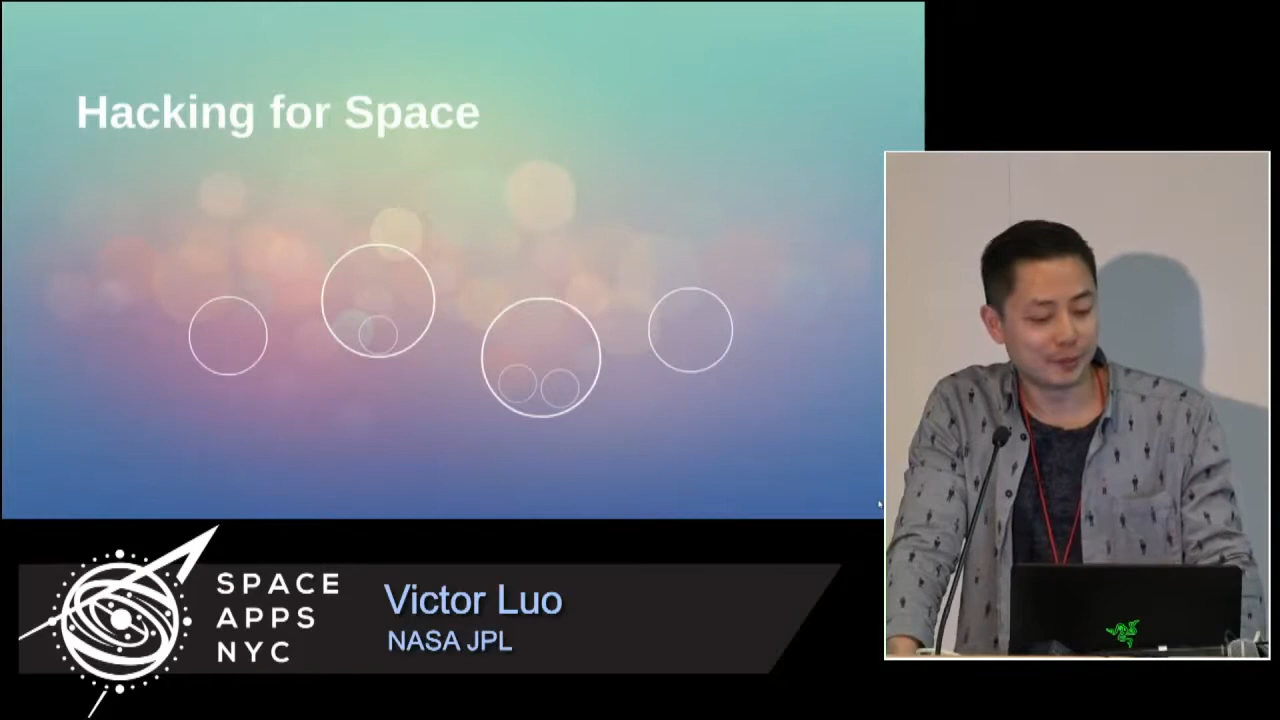 Hacking for Space
SPACE
APPS
NYC
Victor Luo
NASA JPL